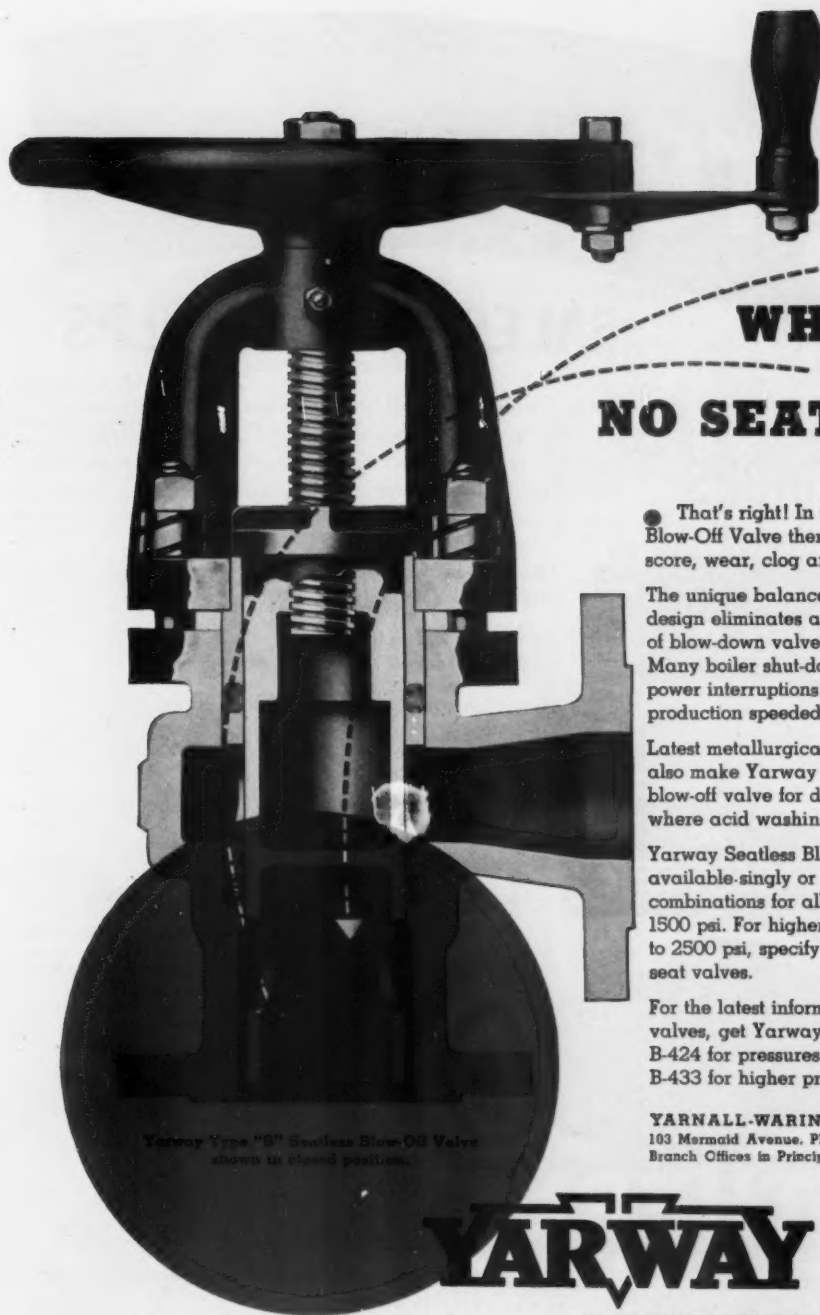 WH
NO SEAT
That's right! In
Blow-Off Valve ther
score, wear, clog a
The unique balance
design eliminates a
of blow-down valve
Many boiler shut-do
power interruptions
production speeded
Latest metallurgica
also make Yarway
blow-off valve for d
where acid washin
Yarway Seatless Bl
available singly or
combinations for al
1500 psi. For higher
to 2500 psi, specify
seat valves.
For the latest inform
valves, get Yarway
B-424 for pressures
B-433 for higher pr
YARNALL-WARIN
103 Mermaid Avenue, P
Branch Offices in Princip
Yarway Type "B" Seatless Blow-Off Valve
shown in closed position.
YARWAY